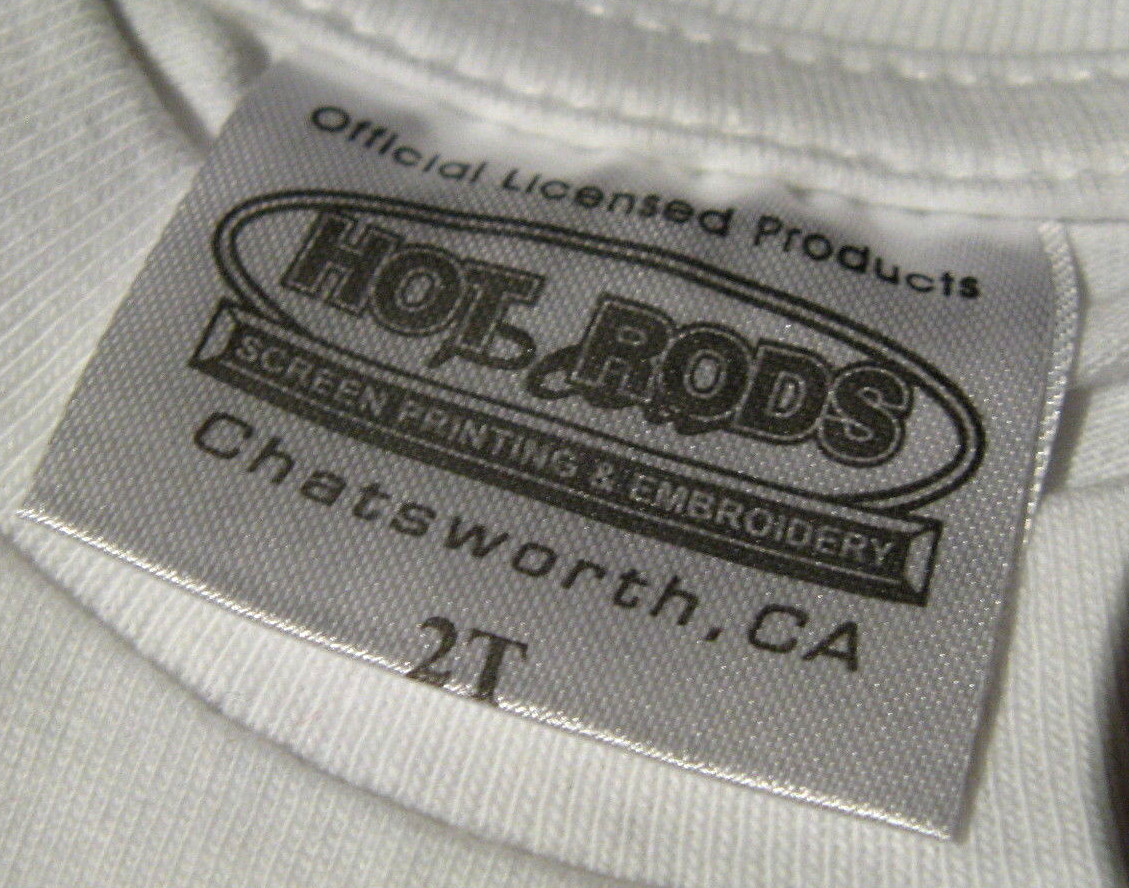 Official Licensed Products
HOT RODS
SCREEN PRINTING & EMBROiDERY
Chatsworth, CA
2T